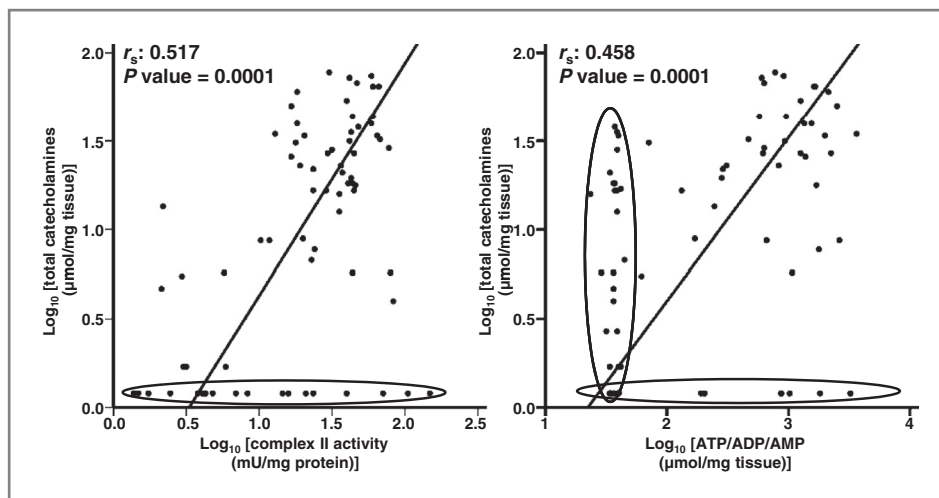 r_s: 0.517
P value = 0.0001
Log₁₀ [total catecholamines
(µmol/mg tissue)]
2.0
1.5
1.0
0.5
0.0
0.0 0.5 1.0 1.5 2.0 2.5
Log₁₀ [complex II activity
(mU/mg protein)]
r_s: 0.458
P value = 0.0001
Log₁₀ [total catecholamines
(µmol/mg tissue)]
2.0
1.5
1.0
0.5
0.0
1 2 3 4
Log₁₀ [ATP/ADP/AMP
(µmol/mg tissue)]